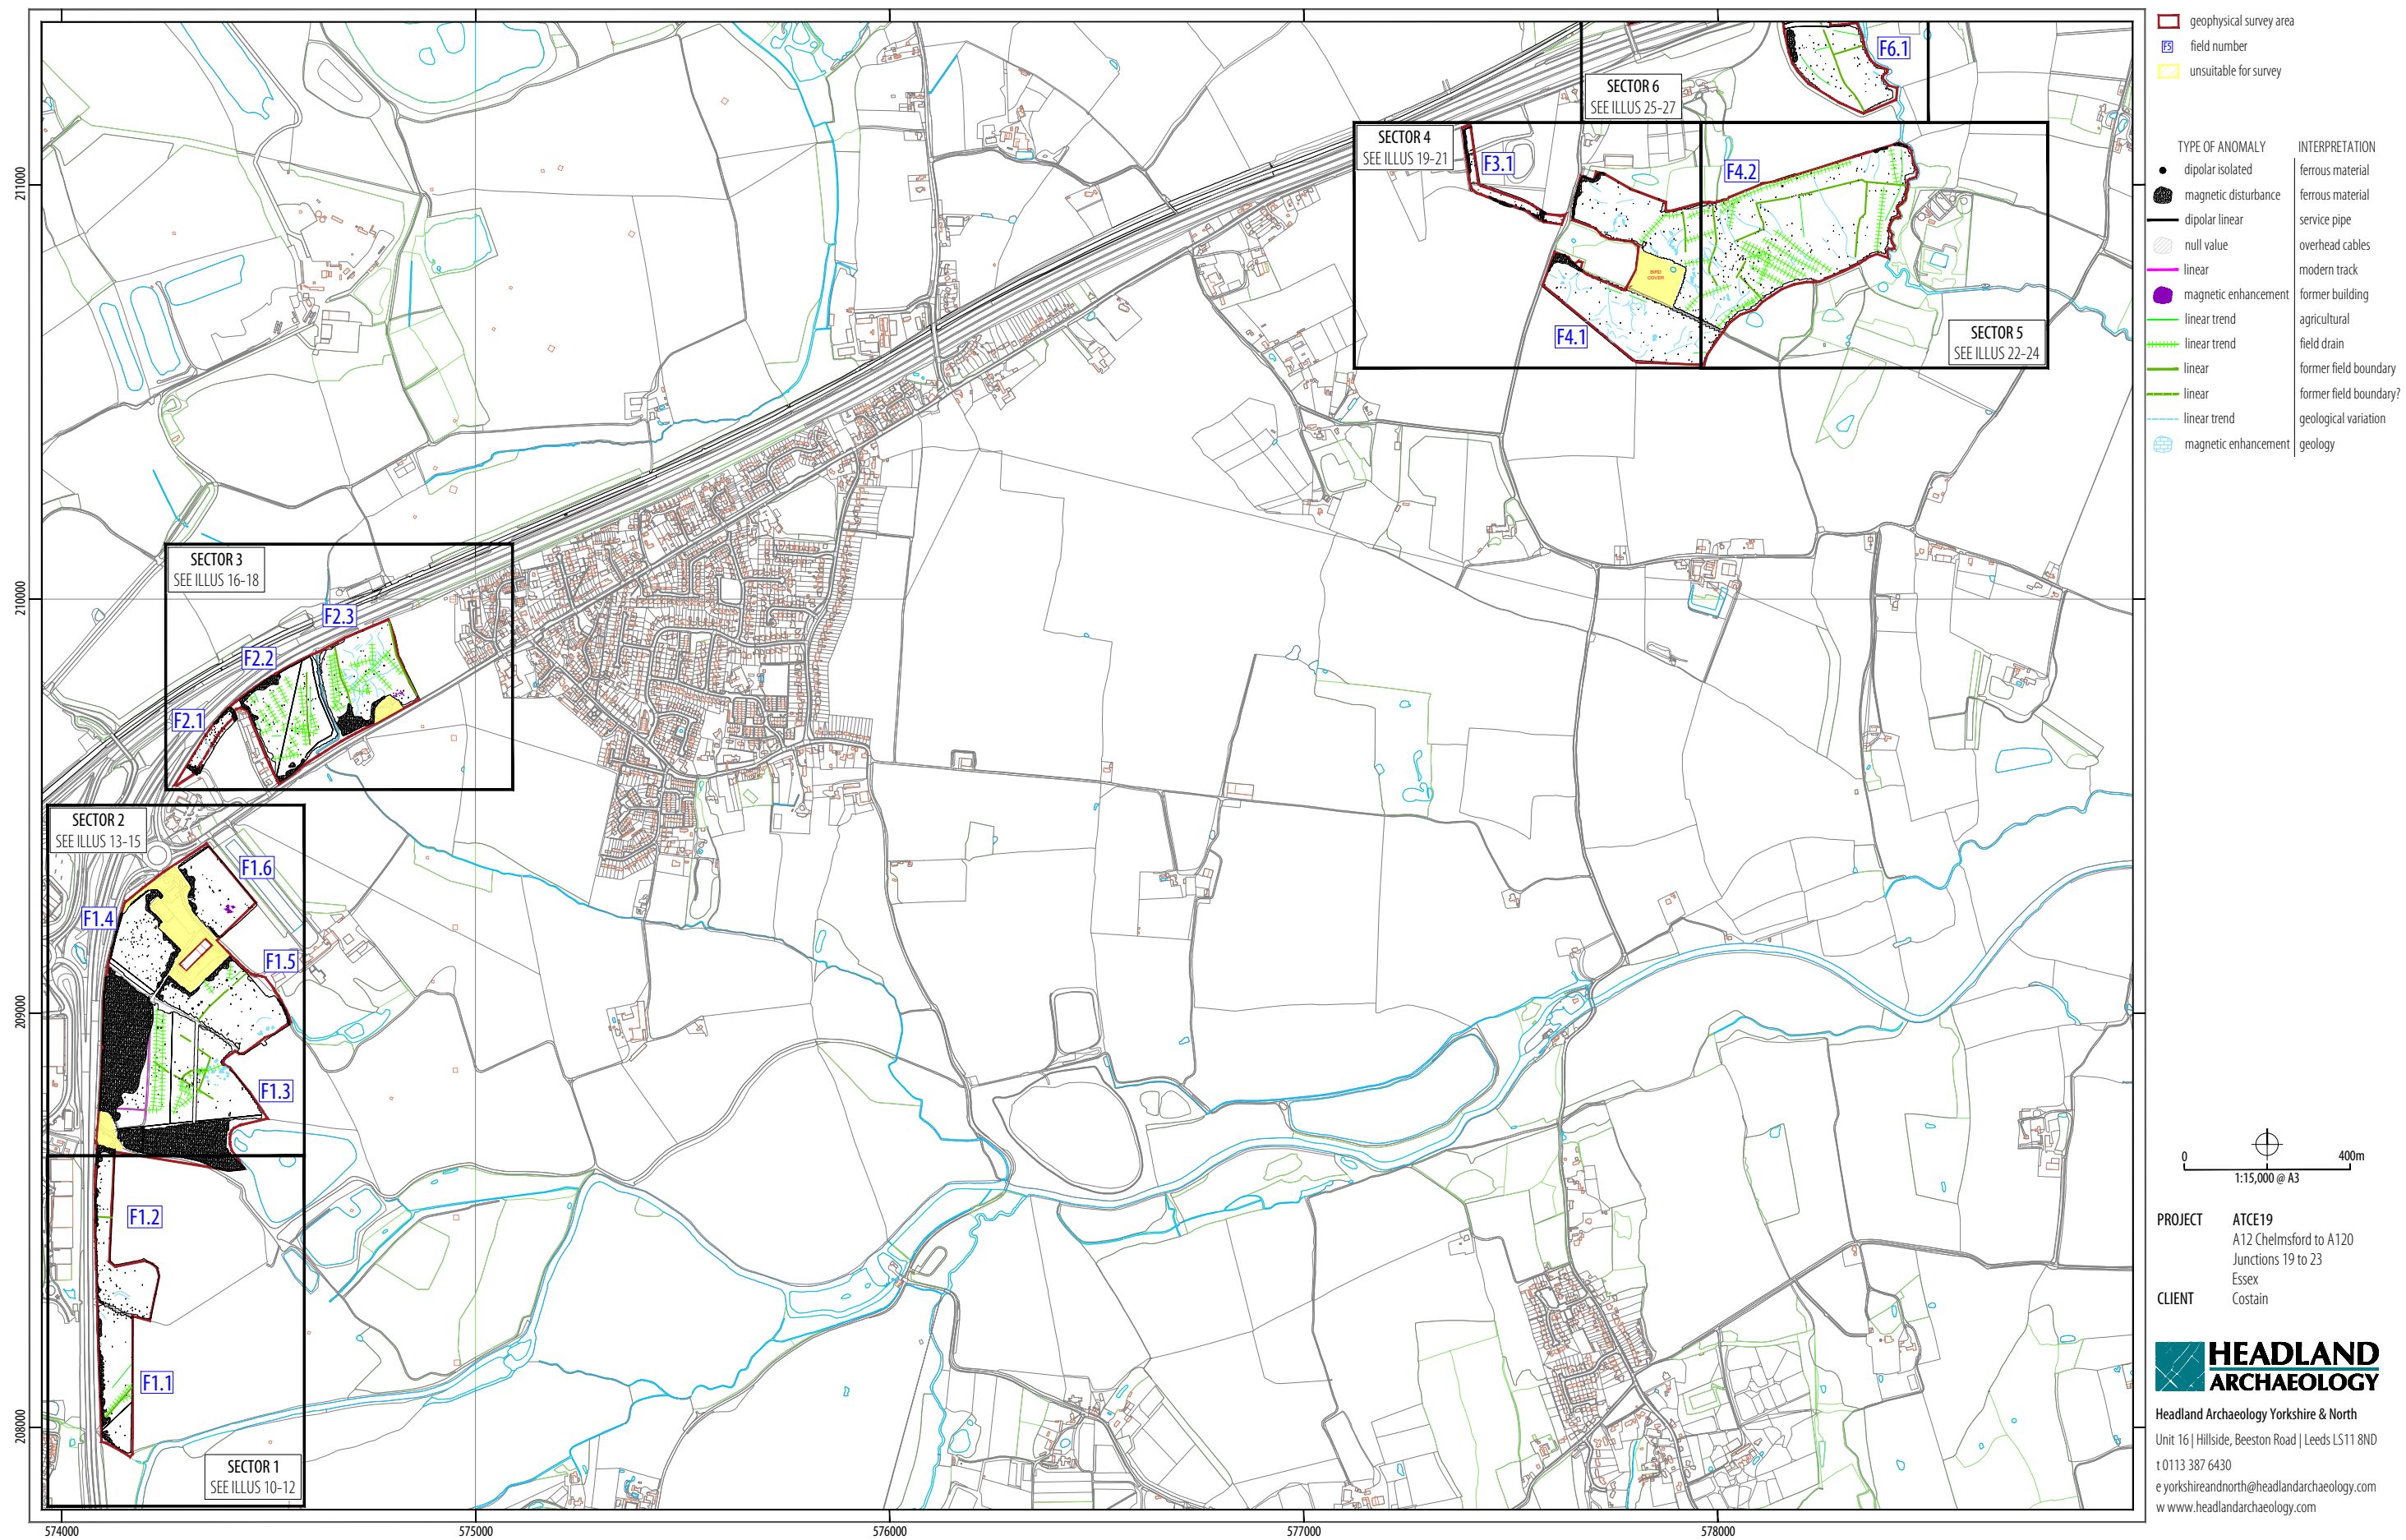 SECTOR 6
SEE ILLUS 25-27
F6.1
SECTOR 4
SEE ILLUS 19-21
F3.1
F4.2
BIRD
COVER
F4.1
SECTOR 5
SEE ILLUS 22-24
SECTOR 3
SEE ILLUS 16-18
F2.3
F2.2
F2.1
SECTOR 2
SEE ILLUS 13-15
F1.6
F1.4
F1.5
F1.3
F1.2
F1.1
SECTOR 1
SEE ILLUS 10-12
211000
210000
209000
208000
574000
575000
576000
577000
578000
geophysical survey area
F5 field number
unsuitable for survey
TYPE OF ANOMALY INTERPRETATION
dipolar isolated ferrous material
magnetic disturbance ferrous material
dipolar linear service pipe
null value overhead cables
linear modern track
magnetic enhancement former building
linear trend agricultural
linear trend field drain
linear former field boundary
linear former field boundary?
linear trend geological variation
magnetic enhancement geology
0 400m
1:15,000 @ A3
PROJECT ATCE19
A12 Chelmsford to A120
Junctions 19 to 23
Essex
CLIENT Costain
HEADLAND
ARCHAEOLOGY
Headland Archaeology Yorkshire & North
Unit 16 | Hillside, Beeston Road | Leeds LS11 8ND
t 0113 387 6430
e yorkshireandnorth@headlandarchaeology.com
w www.headlandarchaeology.com